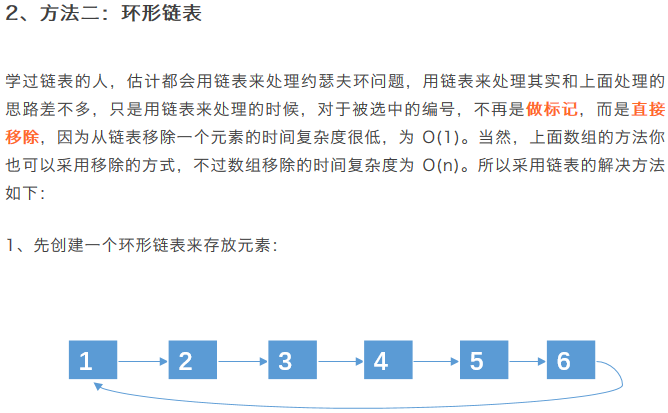 2、方法二：环形链表
学过链表的人，估计都会用链表来处理约瑟夫环问题，用链表来处理其实和上面处理的
思路差不多，只是用链表来处理的时候，对于被选中的编号，不再是做标记，而是直接
移除，因为从链表移除一个元素的时间复杂度很低，为 O(1)。当然，上面数组的方法你
也可以采用移除的方式，不过数组移除的时间复杂度为 O(n)。所以采用链表的解决方法
如下：
1、先创建一个环形链表来存放元素：
1 2 3 4 5 6